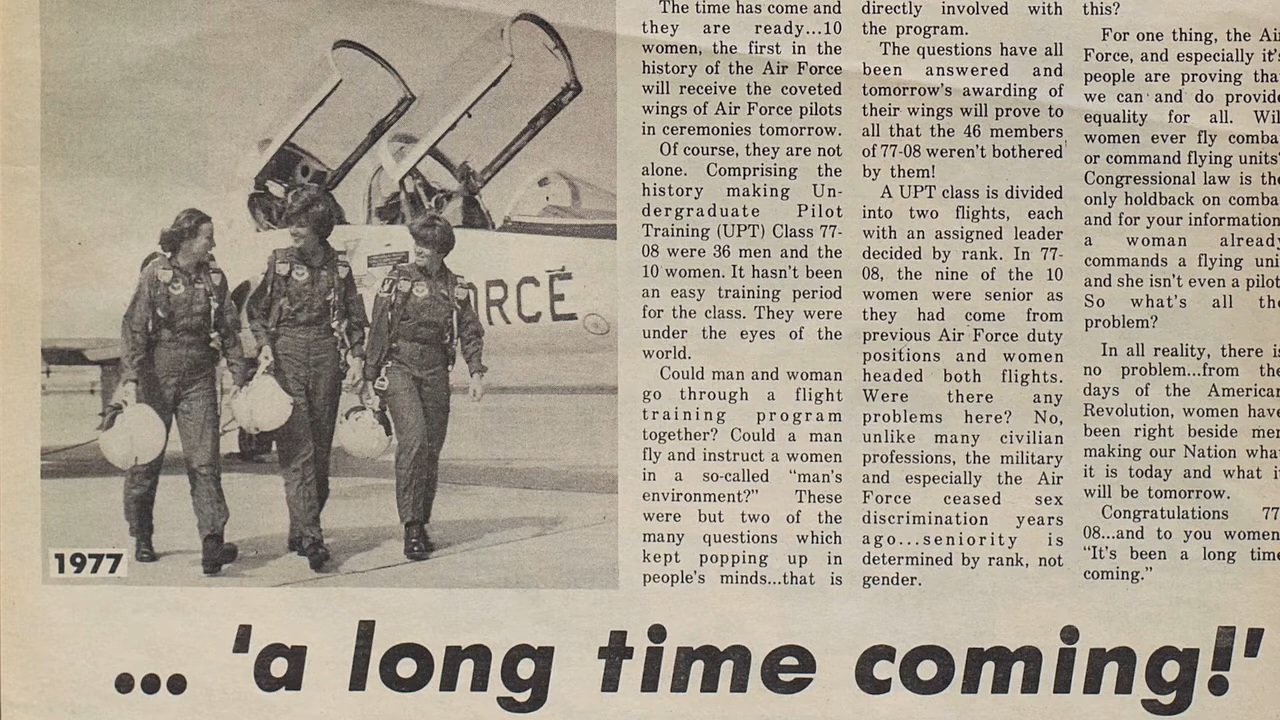 ORCE
1977
The time has come and
they are ready...10
women, the first in the
history of the Air Force
will receive the coveted
wings of Air Force pilots
in ceremonies tomorrow.
Of course, they are not
alone. Comprising the
history making Un-
dergraduate Pilot
Training (UPT) Class 77-
08 were 36 men and the
10 women. It hasn't been
an easy training period
for the class. They were
under the eyes of the
world.
Could man and woman
go through a flight
training program
together? Could a man
fly and instruct a women
in a so-called "man's
environment?" These
were but two of the
many questions which
kept popping up in
people's minds...that is
directly involved with
the program.
The questions have all
been answered and
tomorrow's awarding of
their wings will prove to
all that the 46 members
of 77-08 weren't bothered
by them!
A UPT class is divided
into two flights, each
with an assigned leader
decided by rank. In 77-
08, the nine of the 10
women were senior as
they had come from
previous Air Force duty
positions and women
headed both flights.
Were there any
problems here? No,
unlike many civilian
professions, the military
and especially the Air
Force ceased sex
discrimination years
ago...seniority is
determined by rank, not
gender.
this?
For one thing, the Air
Force, and especially it's
people are proving tha
we can and do provide
equality for all. Wil
women ever fly comba
or command flying units?
Congressional law is the
only holdback on comba
and for your information
a woman already
commands a flying uni
and she isn't even a pilot
So what's all th
problem?
In all reality, there is
no problem...from the
days of the American
Revolution, women have
been right beside men
making our Nation wha
it is today and what i
will be tomorrow.
Congratulations 77
08...and to you women
"It's been a long time
coming."
... 'a long time coming!'